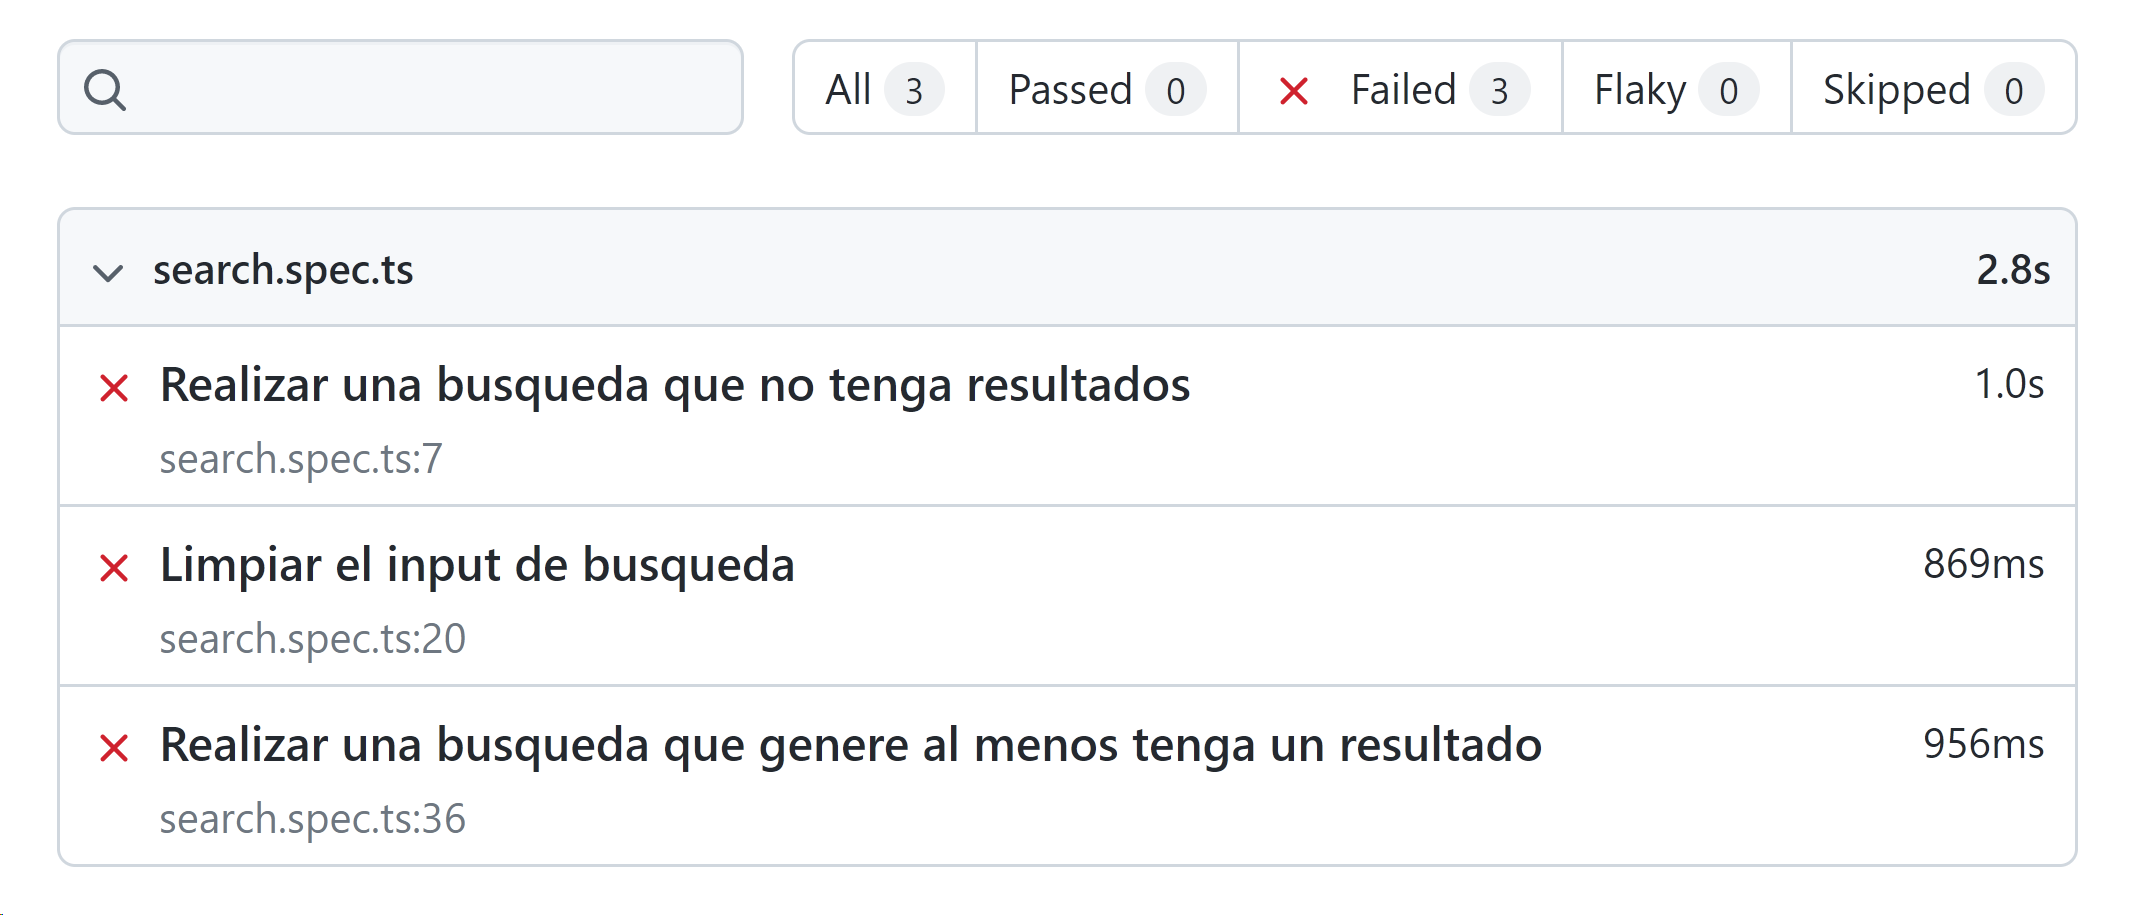 All 3 Passed 0 Failed 3 Flaky 0 Skipped 0
search.spec.ts 2.8s
Realizar una busqueda que no tenga resultados 1.0s
search.spec.ts:7
Limpiar el input de busqueda 869ms
search.spec.ts:20
Realizar una busqueda que genere al menos tenga un resultado 956ms
search.spec.ts:36